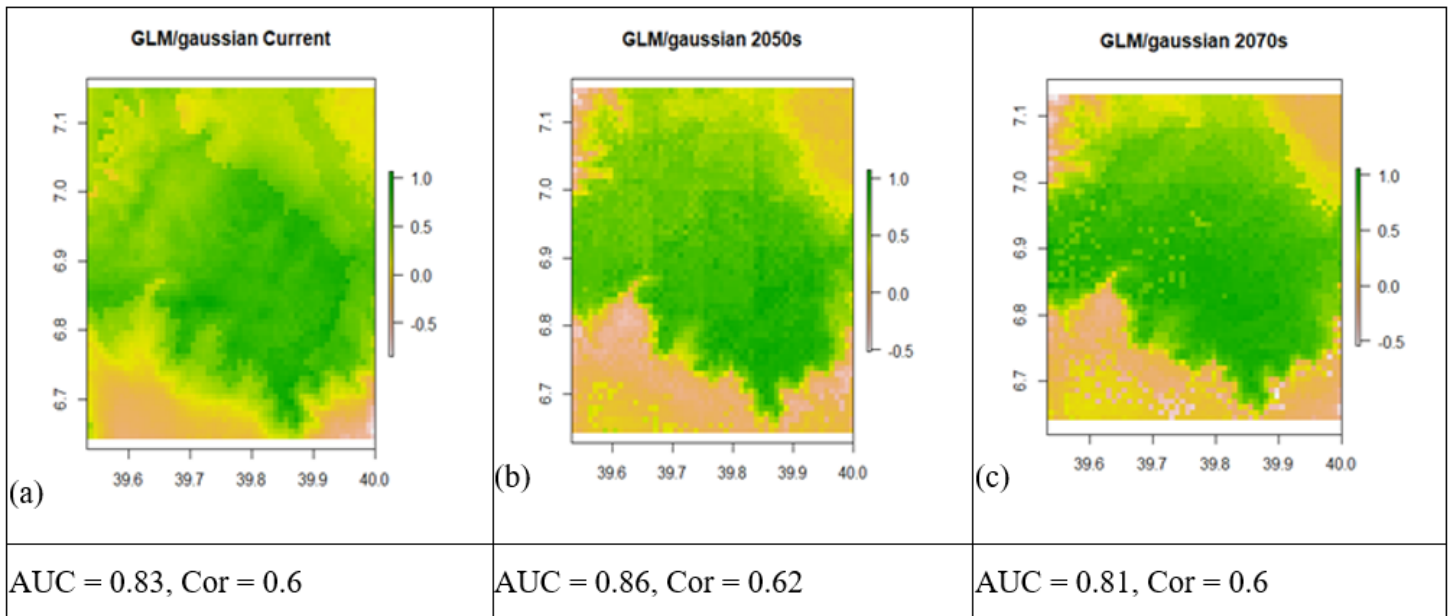 GLM/gaussian Current
7.1
7.0
6.9
6.8
6.7
39.6 39.7 39.8 39.9 40.0
1.0
0.5
0.0
-0.5
(a)
GLM/gaussian 2050s
7.1
7.0
6.9
6.8
6.7
39.6 39.7 39.8 39.9 40.0
1.0
0.5
0.0
-0.5
(b)
GLM/gaussian 2070s
7.1
7.0
6.9
6.8
6.7
39.6 39.7 39.8 39.9 40.0
1.0
0.5
0.0
-0.5
(c)
AUC = 0.83, Cor = 0.6
AUC = 0.86, Cor = 0.62
AUC = 0.81, Cor = 0.6